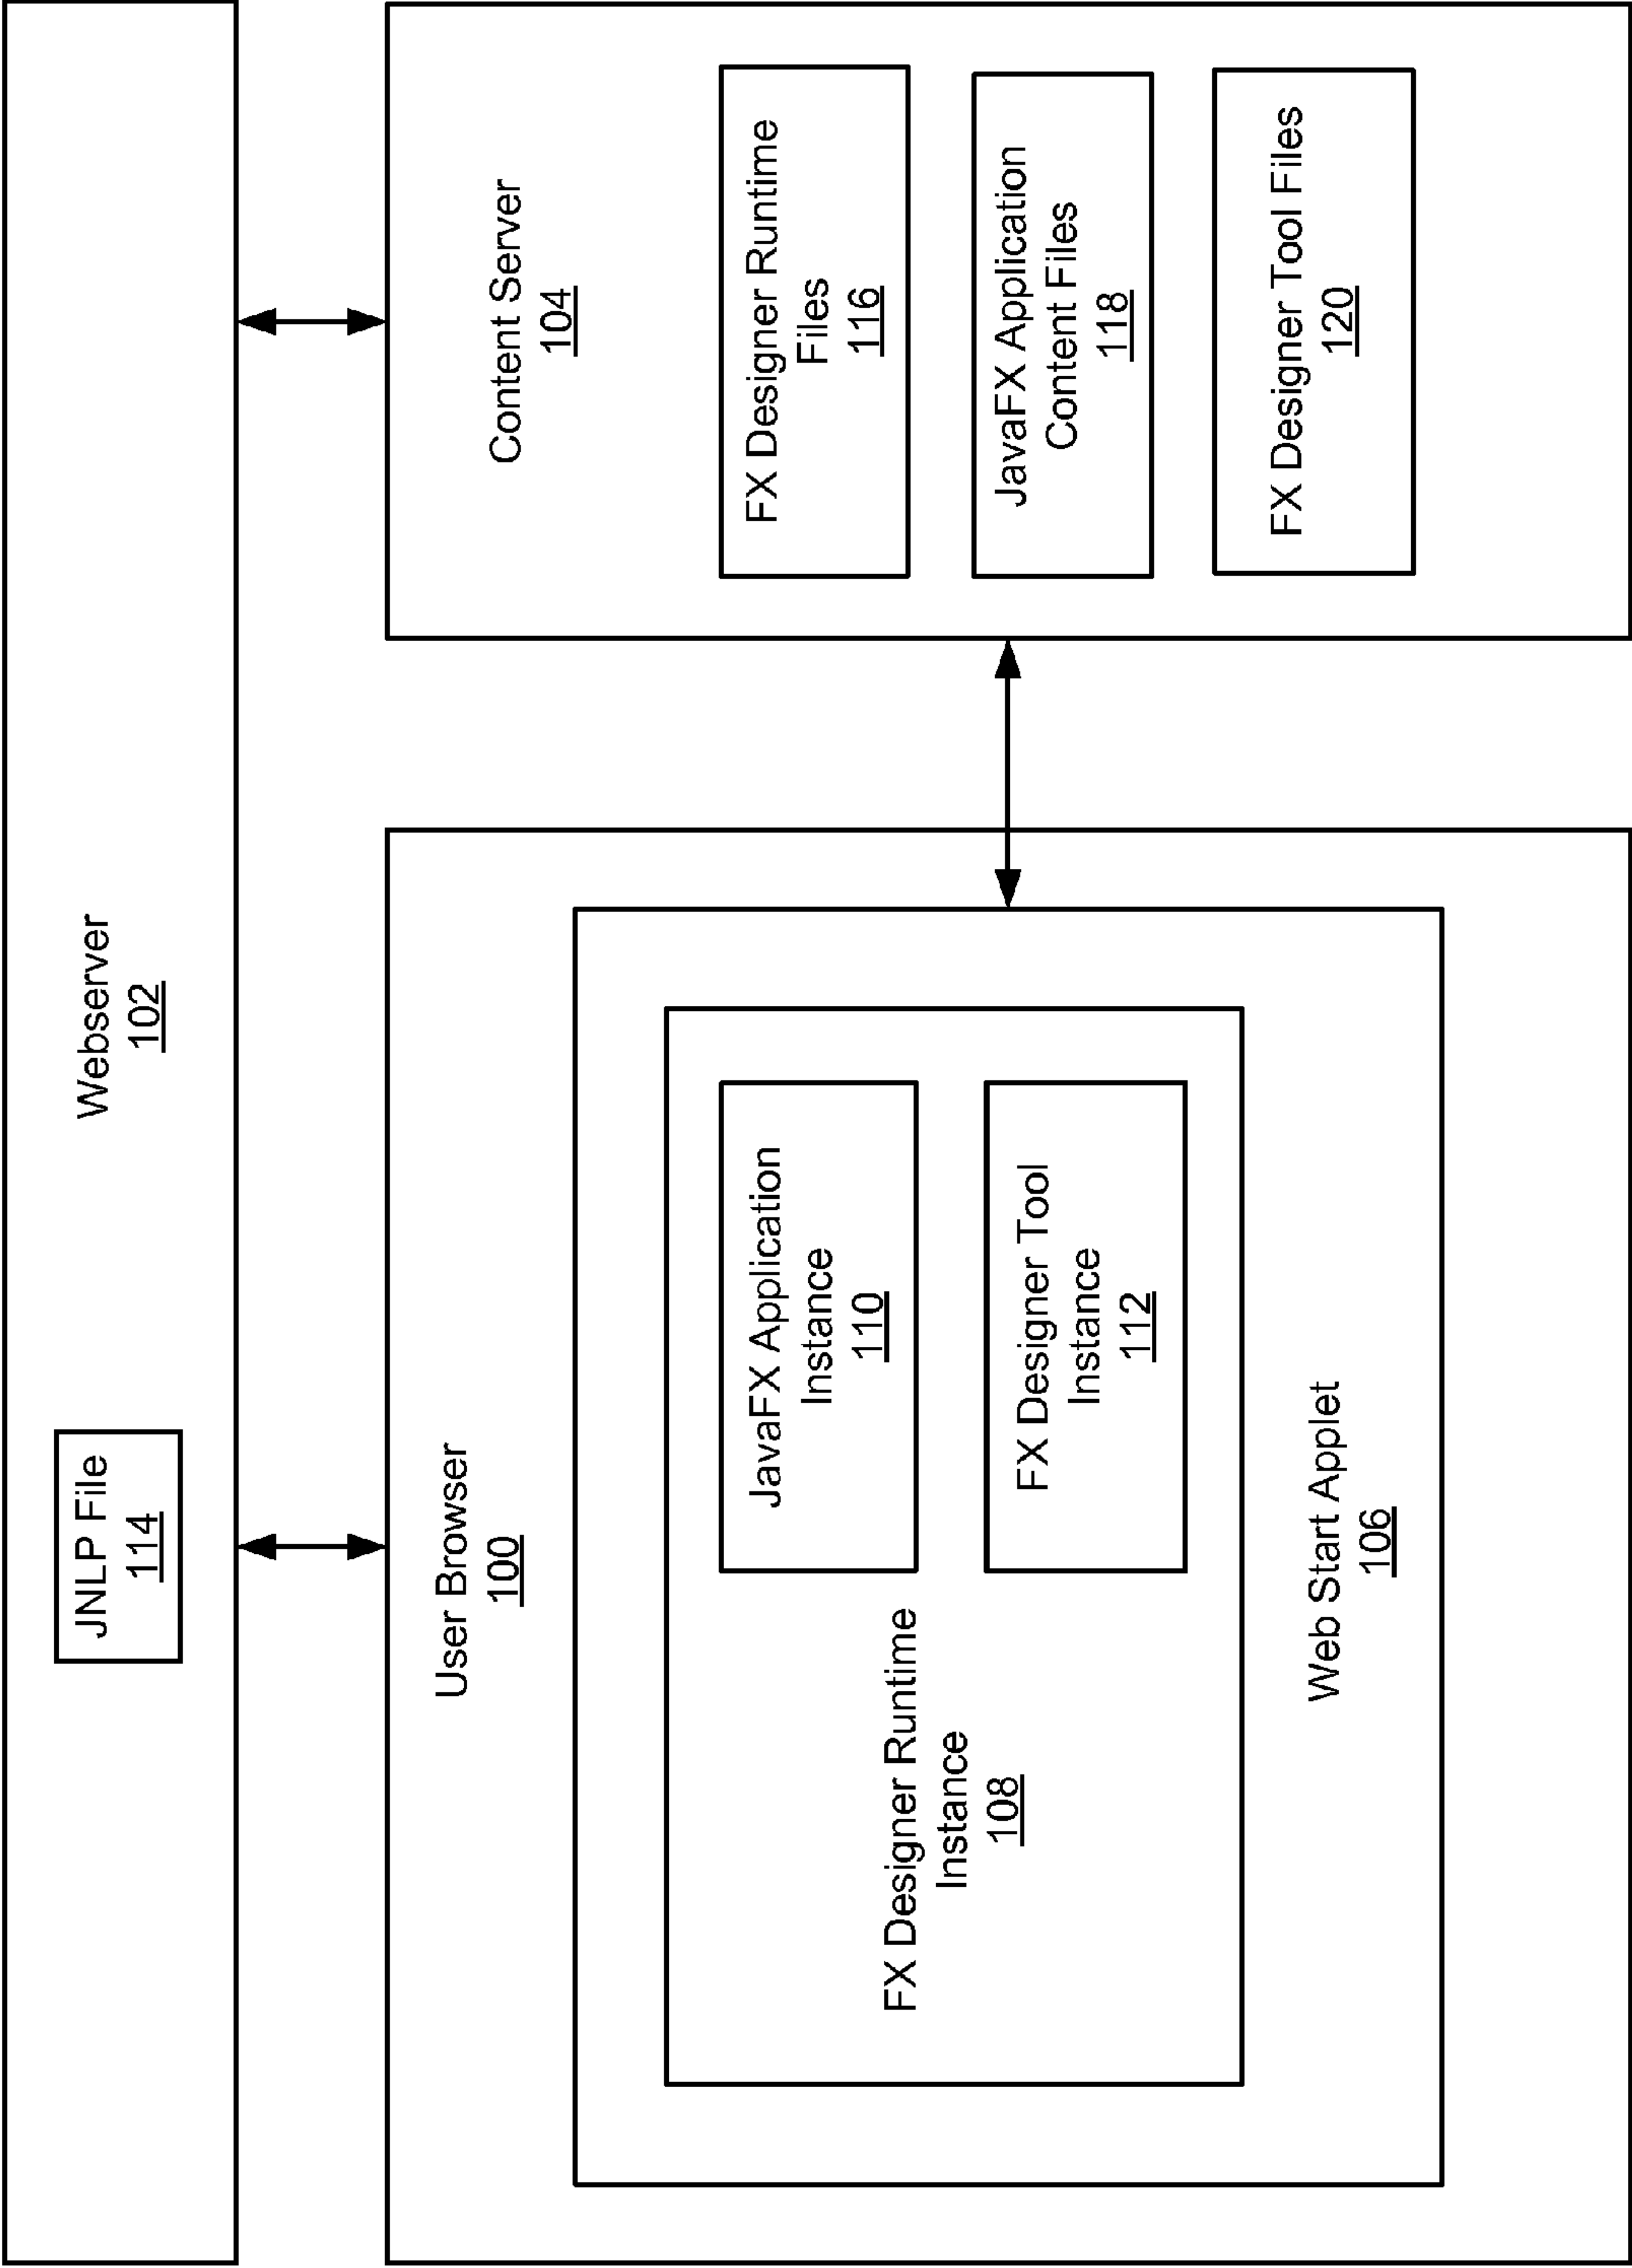 Webserver
102
JNLP File
114
User Browser
100
JavaFX Application
Instance
110
FX Designer Tool
Instance
112
FX Designer Runtime
Instance
108
Web Start Applet
106
Content Server
104
FX Designer Runtime
Files
116
JavaFX Application
Content Files
118
FX Designer Tool Files
120